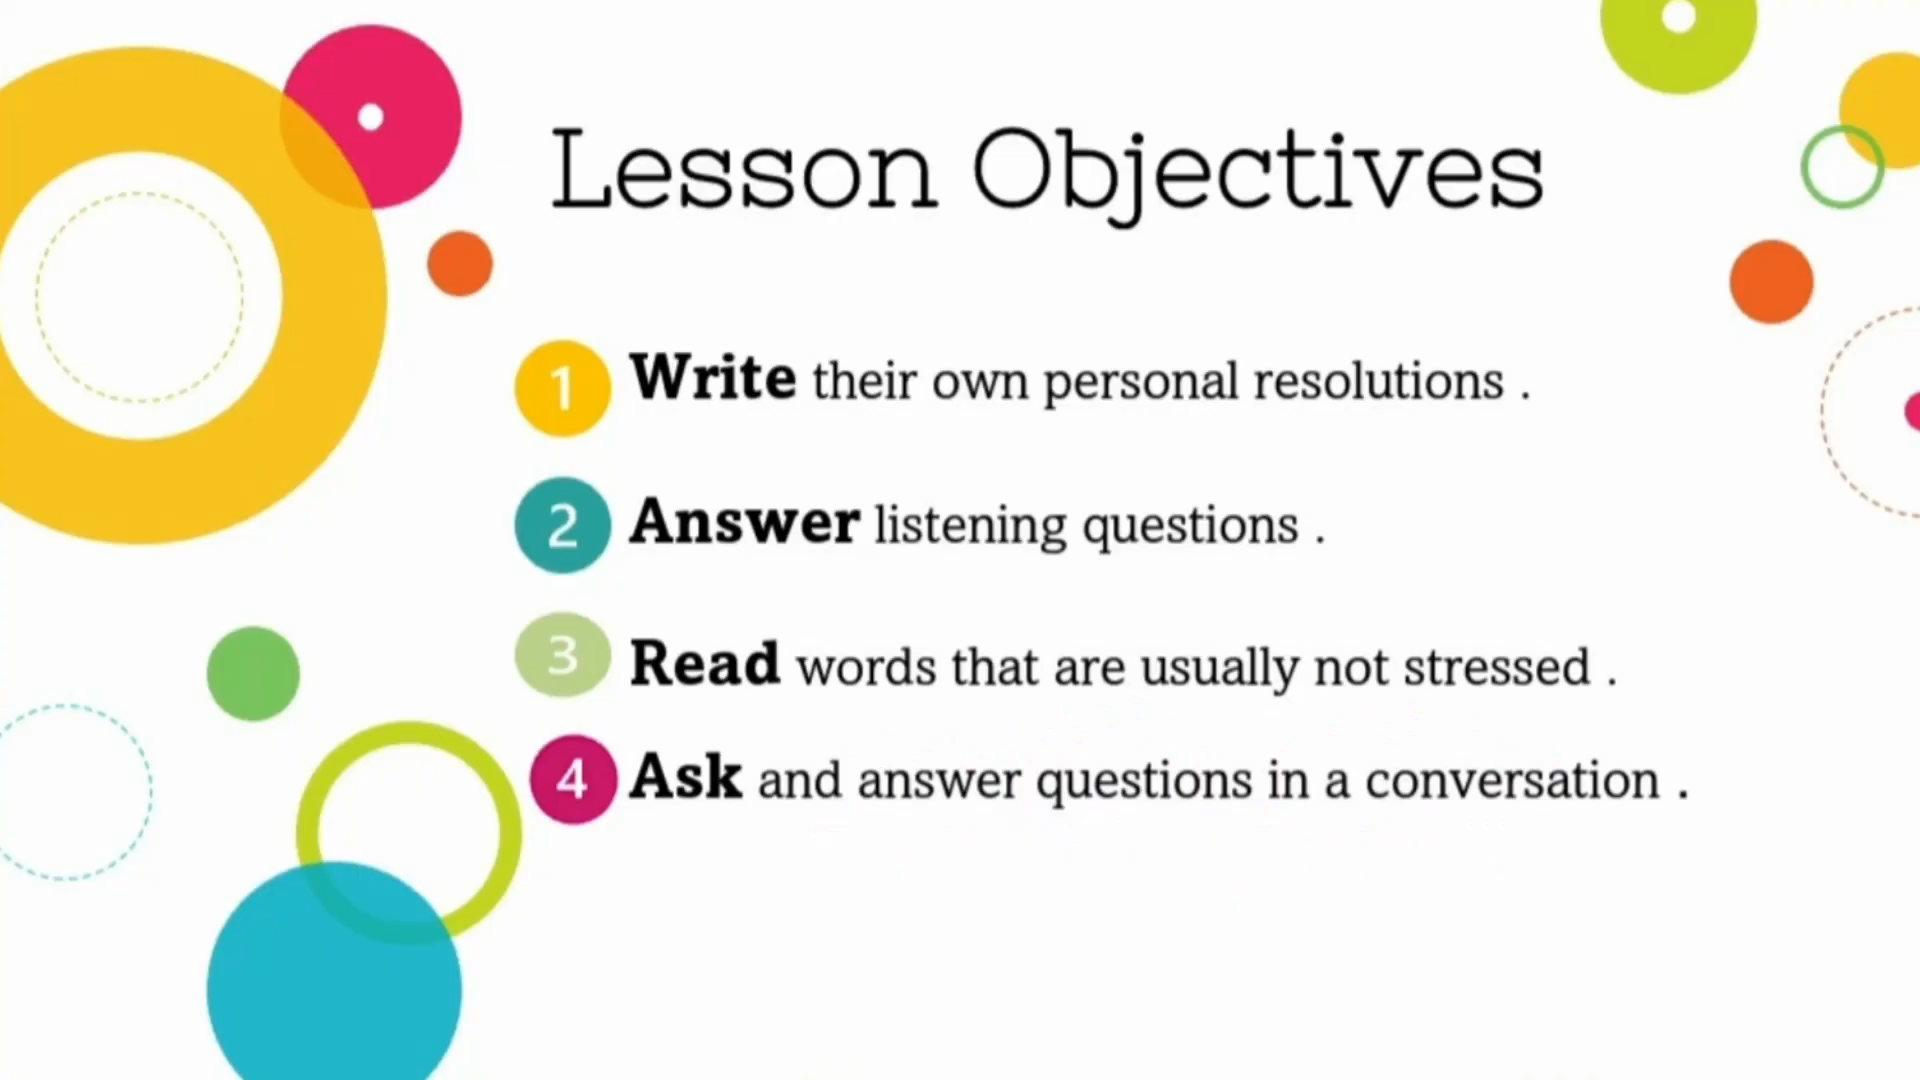 Lesson Objectives
1 Write their own personal resolutions .
2 Answer listening questions .
3 Read words that are usually not stressed .
4 Ask and answer questions in a conversation .